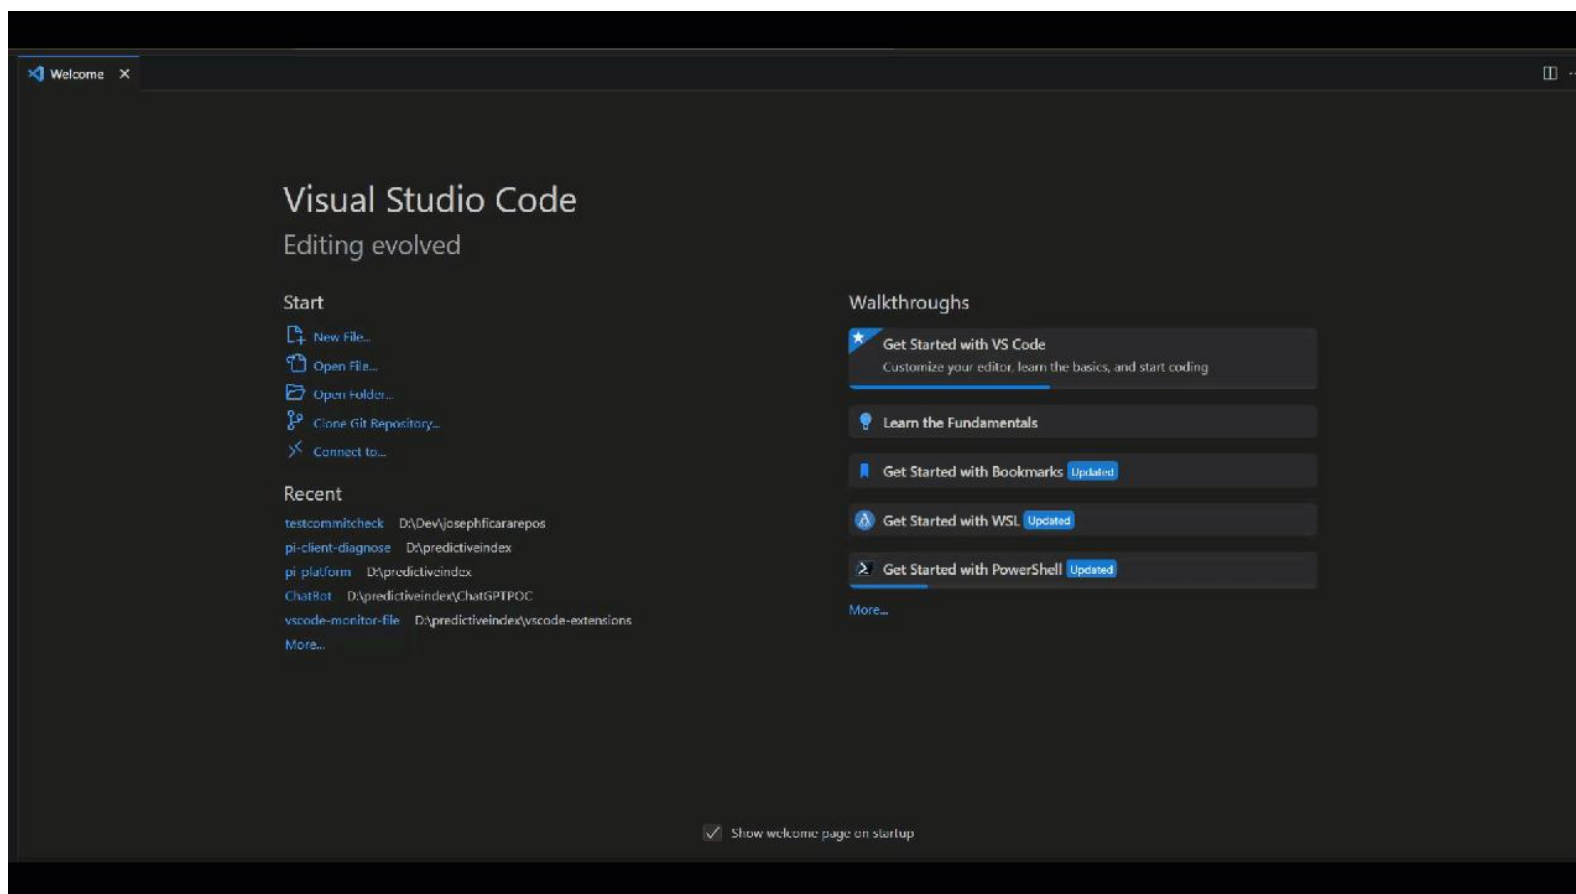 Welcome
Visual Studio Code
Editing evolved
Start
New File...
Open File...
Open Folder...
Clone Git Repository...
Connect to...
Recent
testcommitcheck D:\Dev\josephficararepos
pi-client-diagnose D:\predictiveindex
pi-platform D:\predictiveindex
ChatBot D:\predictiveindex\ChatGPTPOC
vscode-monitor-file D:\predictiveindex\vscode-extensions
More...
Walkthroughs
Get Started with VS Code
Customize your editor, learn the basics, and start coding
Learn the Fundamentals
Get Started with Bookmarks Updated
Get Started with WSL Updated
Get Started with PowerShell Updated
More...
Show welcome page on startup